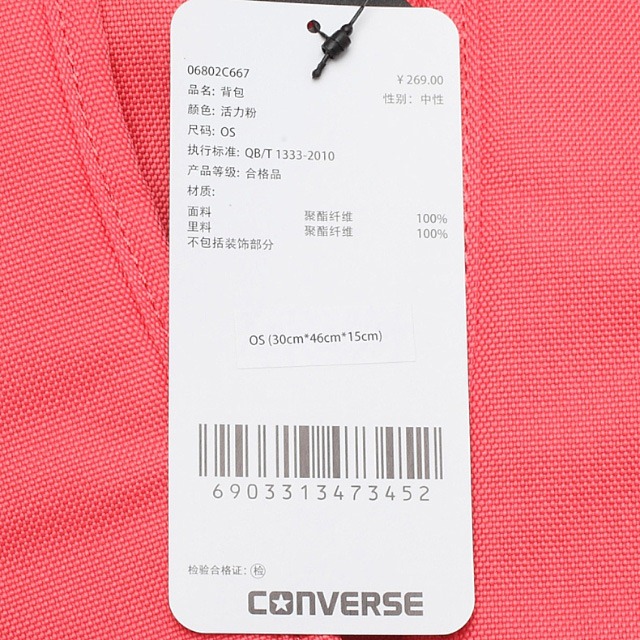 06802C667
¥ 269.00
品名: 背包
性别: 中性
颜色: 活力粉
尺码: OS
执行标准: QB/T 1333-2010
产品等级: 合格品
材质:
面料 聚酯纤维 100%
里料 聚酯纤维 100%
不包括装饰部分
OS (30cm*46cm*15cm)
6903313473452
检验合格证: 检
CONVERSE